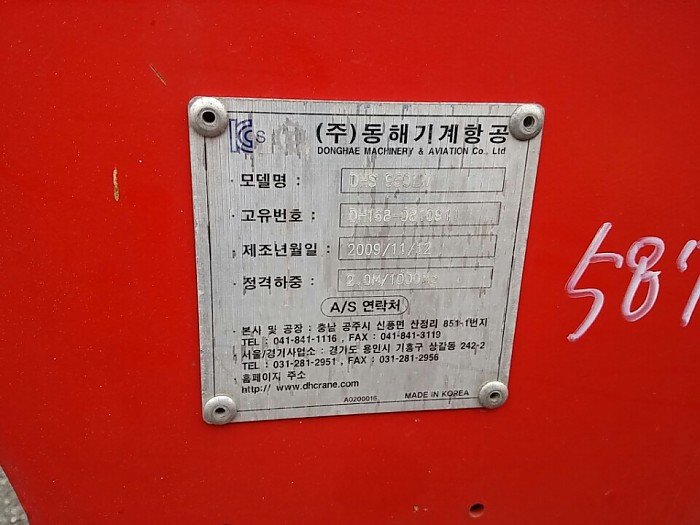 KCs (주)동해기계항공
DONGHAE MACHINERY & AVIATION Co., Ltd
모델명 :
고유번호 :
제조년월일 : 2009/11/12
정격하중 : 2.0M/1000
A/S 연락처
· 본사 및 공장 : 충남 공주시 신풍면 산정리 851-1번지
TEL : 041-841-1116, FAX : 041-841-3119
· 서울/경기사업소 : 경기도 용인시 기흥구 상갈동 242-2
TEL : 031-281-2951, FAX : 031-281-2956
· 홈페이지 주소
http://www.dhcrane.com
A0200016 MADE IN KOREA
587